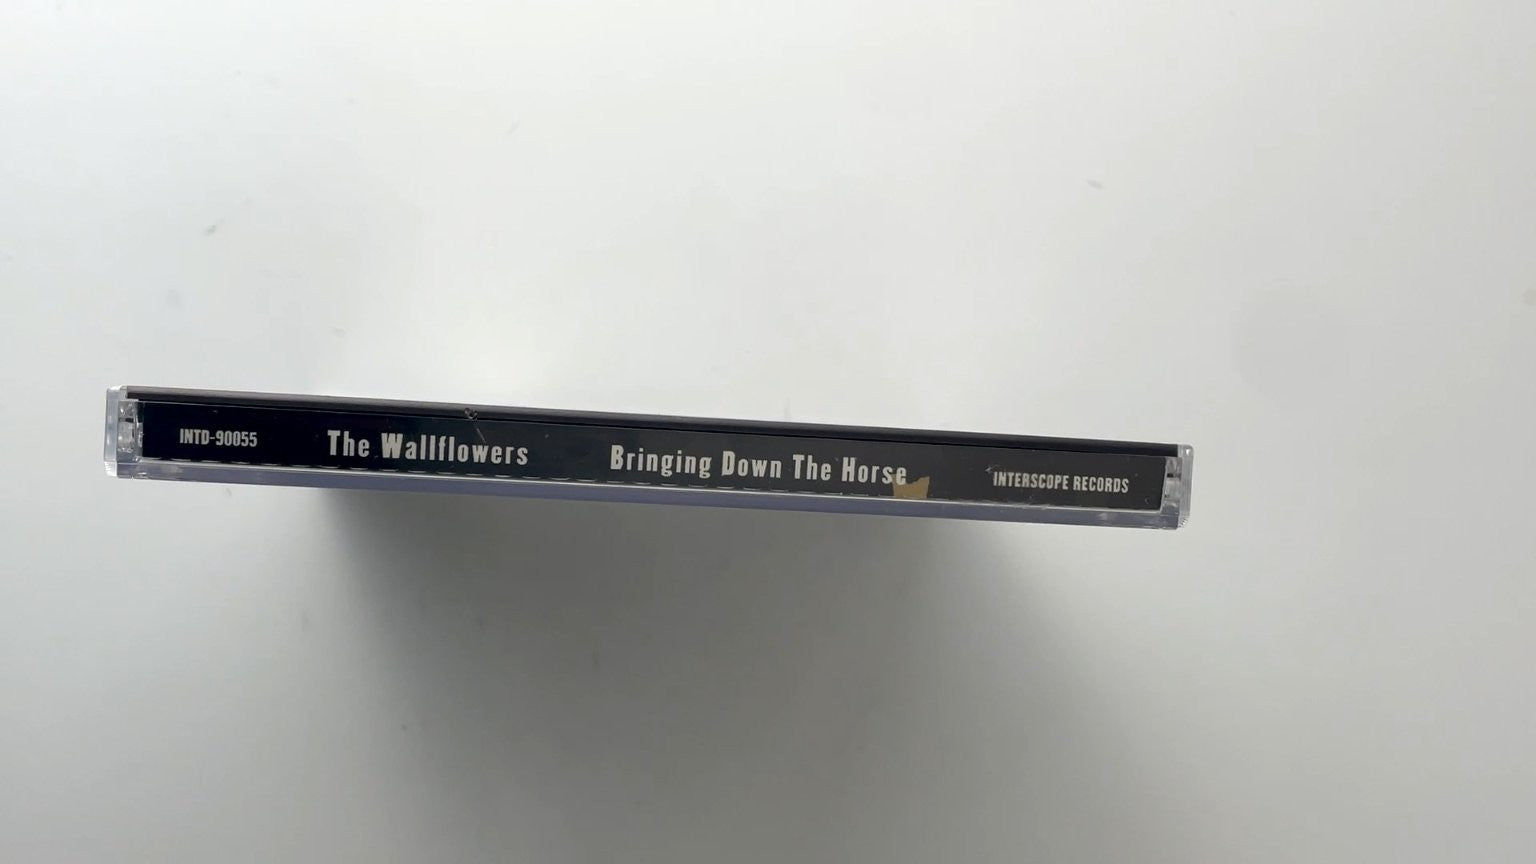 INTD-90055 The Wallflowers Bringing Down The Horse INTERSCOPE RECORDS